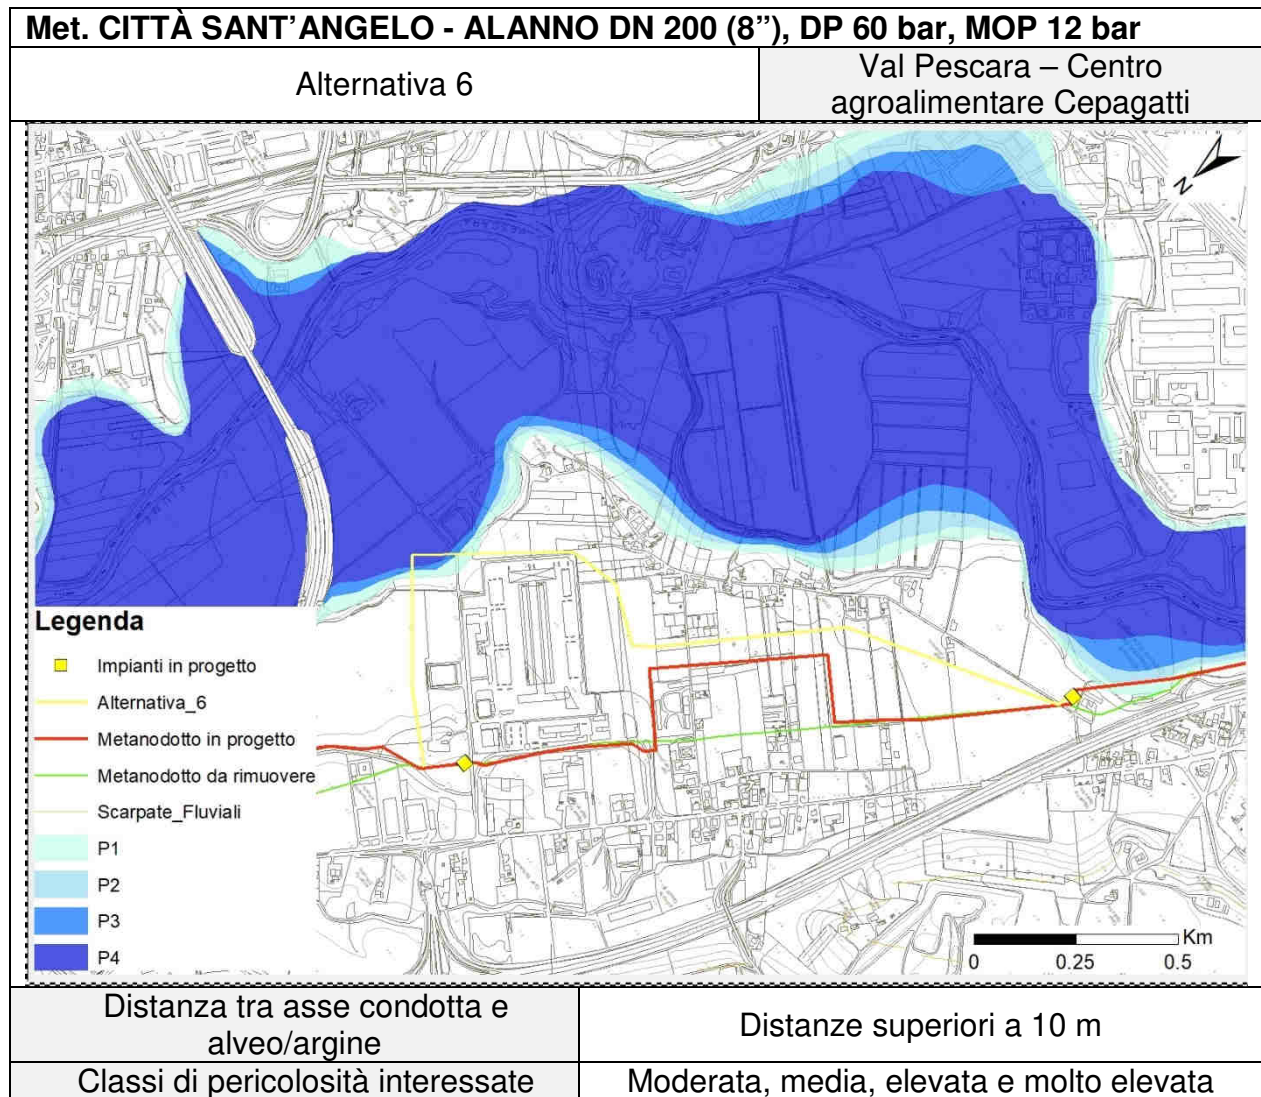 Met. CITTÀ SANT’ANGELO - ALANNO DN 200 (8”), DP 60 bar, MOP 12 bar
Alternativa 6
Val Pescara – Centro
agroalimentare Cepagatti
N
Legenda
Impianti in progetto
Alternativa_6
Metanodotto in progetto
Metanodotto da rimuovere
Scarpate_Fluviali
P1
P2
P3
P4
Km
0 0.25 0.5
Distanza tra asse condotta e
alveo/argine
Distanze superiori a 10 m
Classi di pericolosità interessate
Moderata, media, elevata e molto elevata